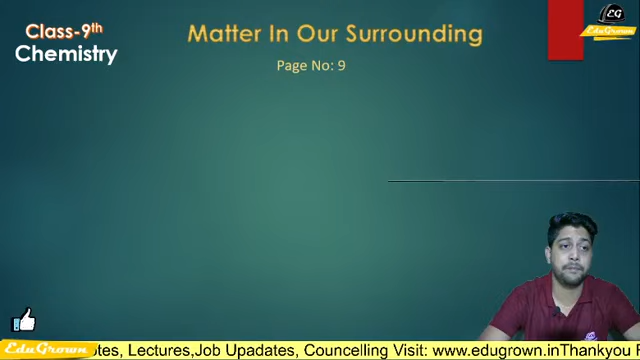 Class-9th
Chemistry
Matter In Our Surrounding
Page No: 9
EG
EduGrown
EduGrown
tes, Lectures,Job Upadates, Councelling Visit: www.edugrown.inThankyou